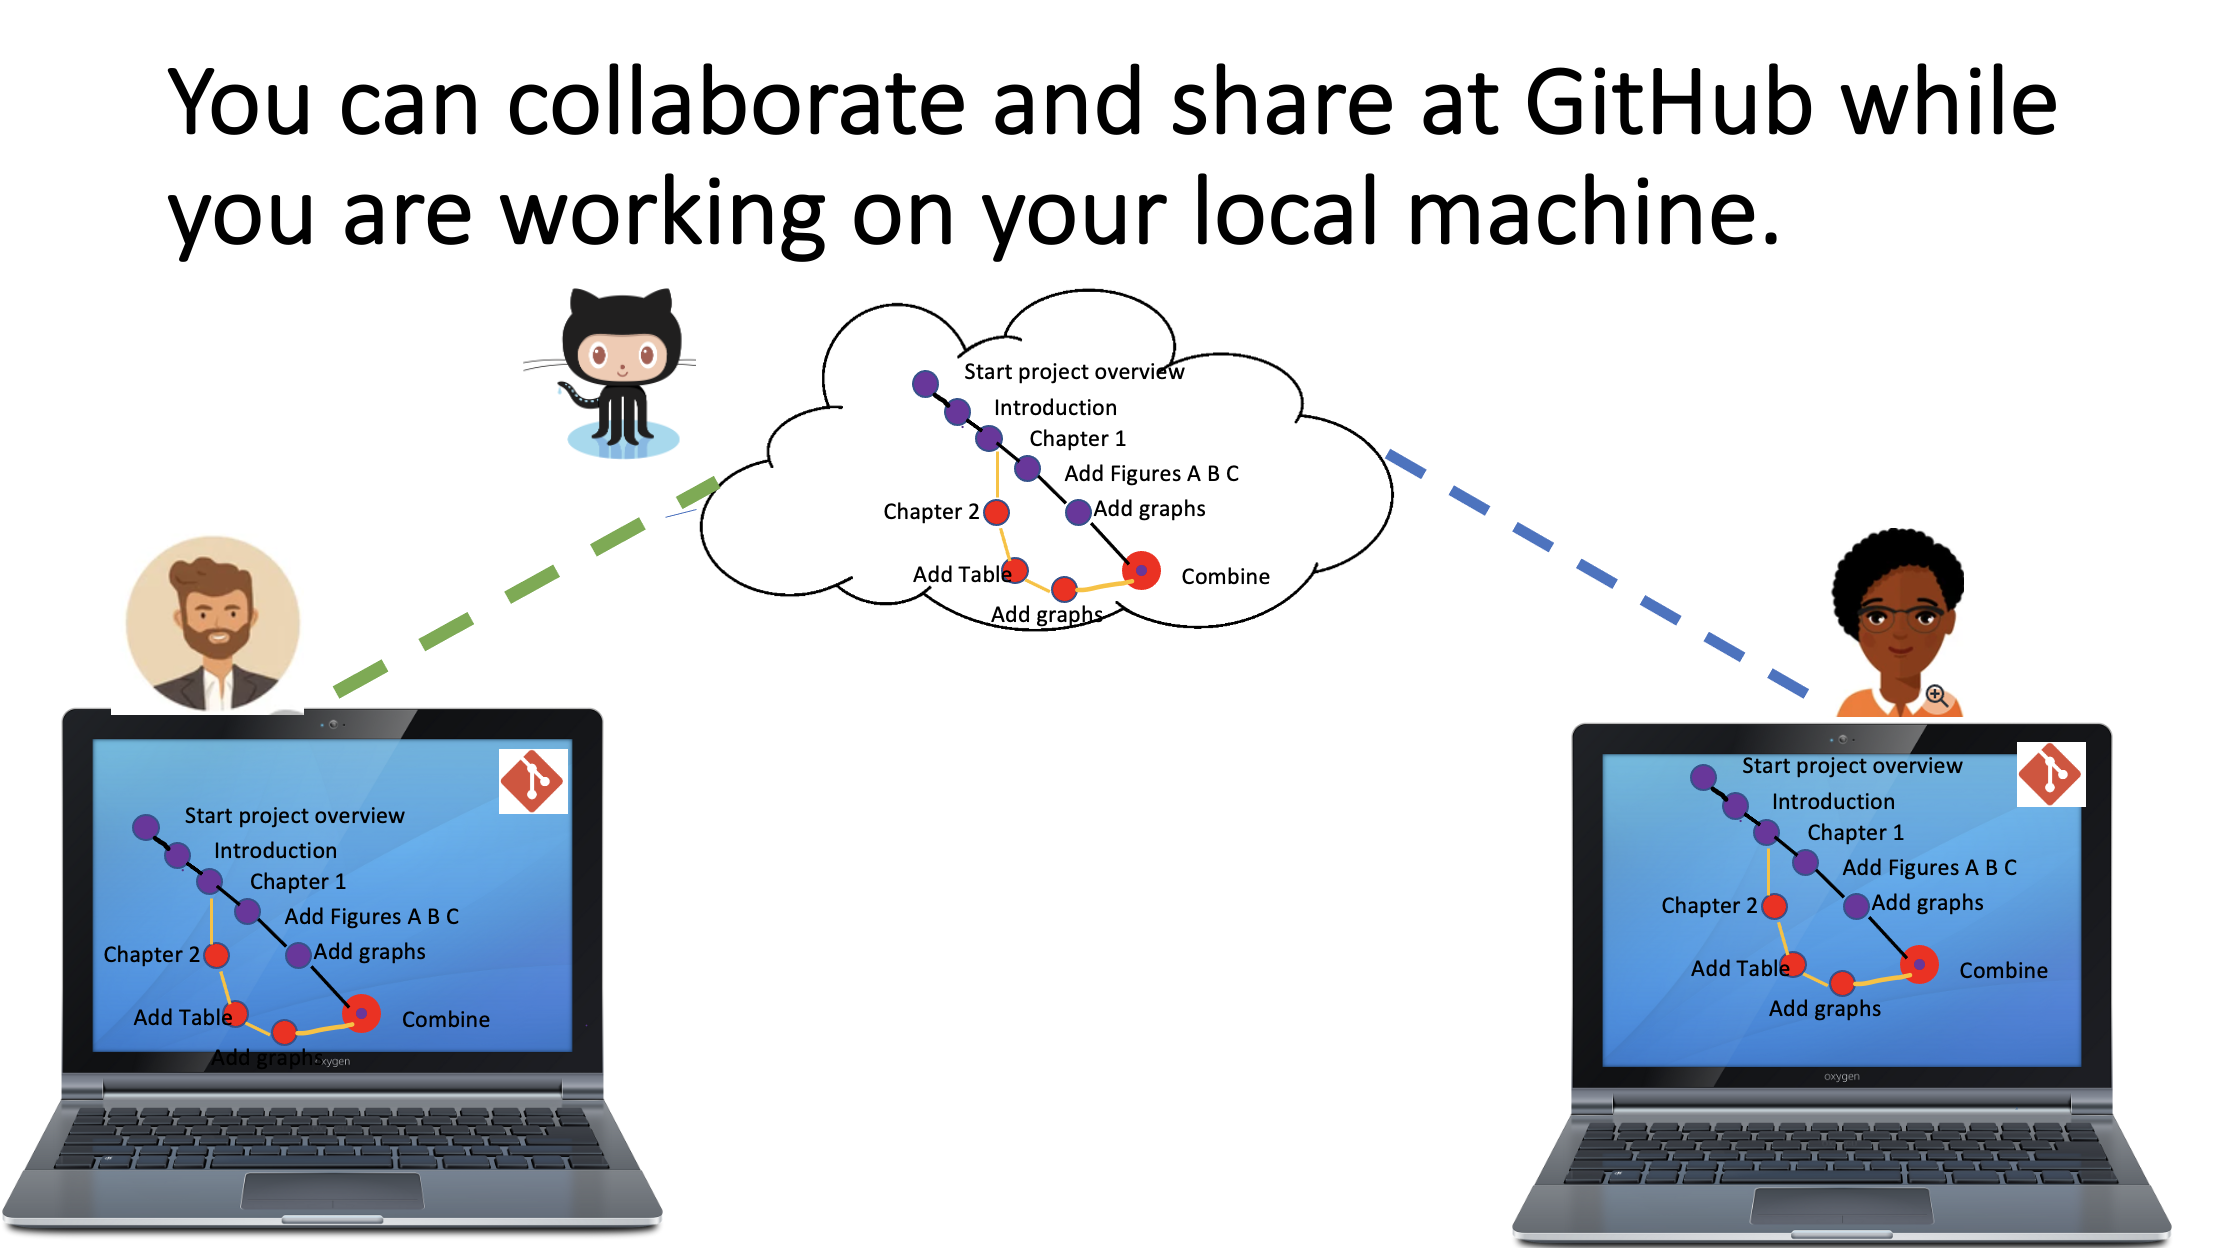 You can collaborate and share at GitHub while
you are working on your local machine.
Start project overview
Introduction
Chapter 1
Add Figures A B C
Chapter 2
Add graphs
Add Table
Combine
Add graphs
Start project overview
Introduction
Chapter 1
Add Figures A B C
Chapter 2
Add graphs
Add Table
Combine
Add graphs
xygen
Start project overview
Introduction
Chapter 1
Add Figures A B C
Chapter 2
Add graphs
Add Table
Combine
Add graphs
oxygen